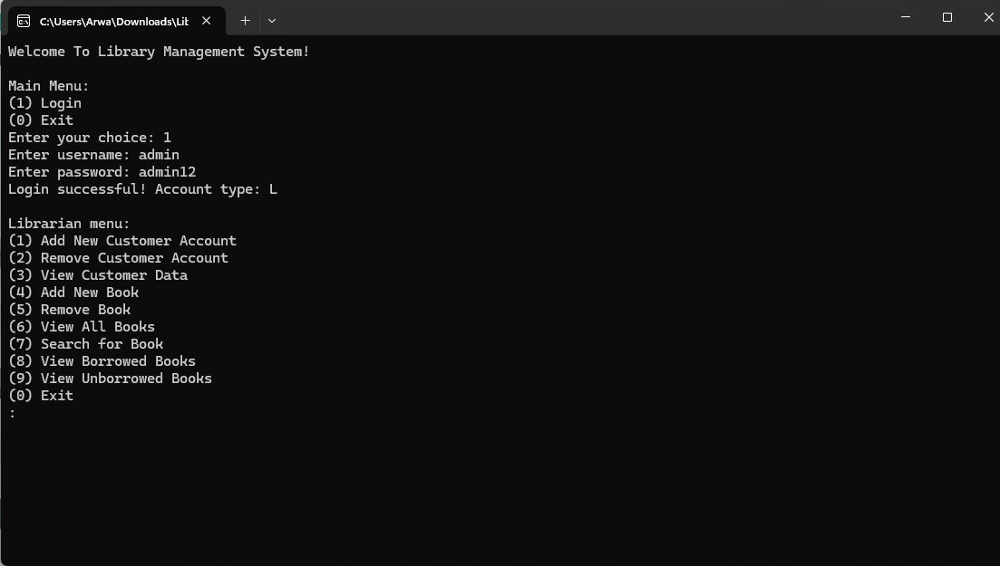 C:\Users\Arwa\Downloads\Lib
Welcome To Library Management System!
Main Menu:
(1) Login
(0) Exit
Enter your choice: 1
Enter username: admin
Enter password: admin12
Login successful! Account type: L
Librarian menu:
(1) Add New Customer Account
(2) Remove Customer Account
(3) View Customer Data
(4) Add New Book
(5) Remove Book
(6) View All Books
(7) Search for Book
(8) View Borrowed Books
(9) View Unborrowed Books
(0) Exit
: